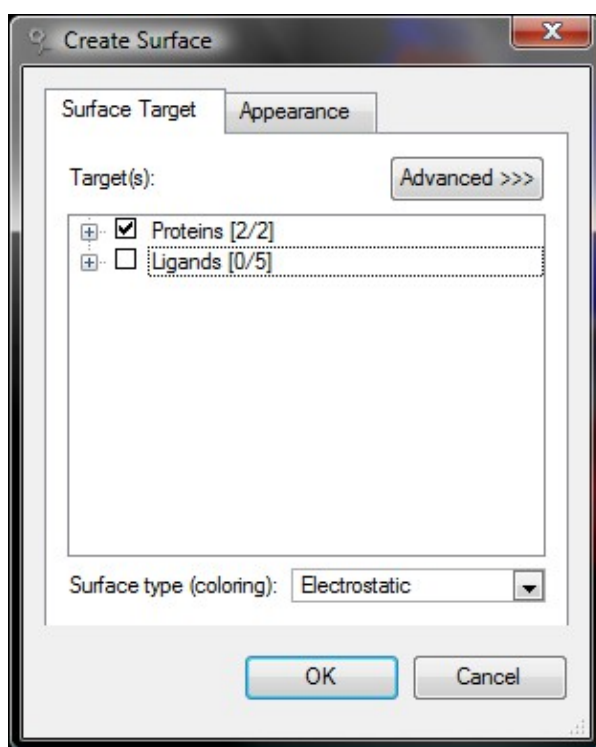 Create Surface
Surface Target
Appearance
Target(s):
Advanced >>>
Proteins [2/2]
Ligands [0/5]
Surface type (coloring):
Electrostatic
OK
Cancel